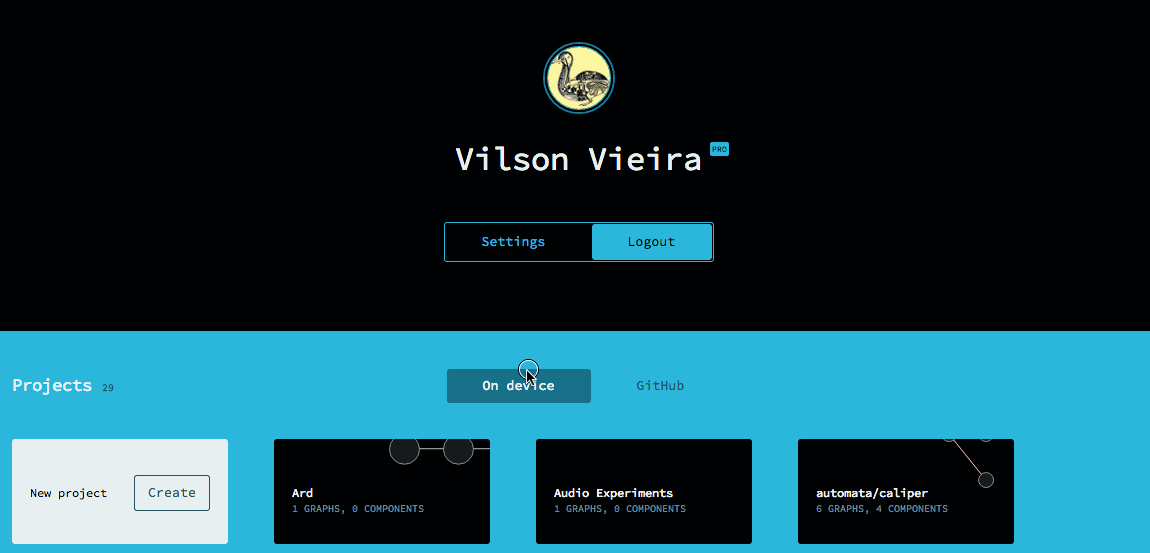 Vilson Vieira PRO
Settings Logout
Projects 29 On device GitHub
New project Create
Ard
1 GRAPHS, 0 COMPONENTS
Audio Experiments
1 GRAPHS, 0 COMPONENTS
automata/caliper
6 GRAPHS, 4 COMPONENTS